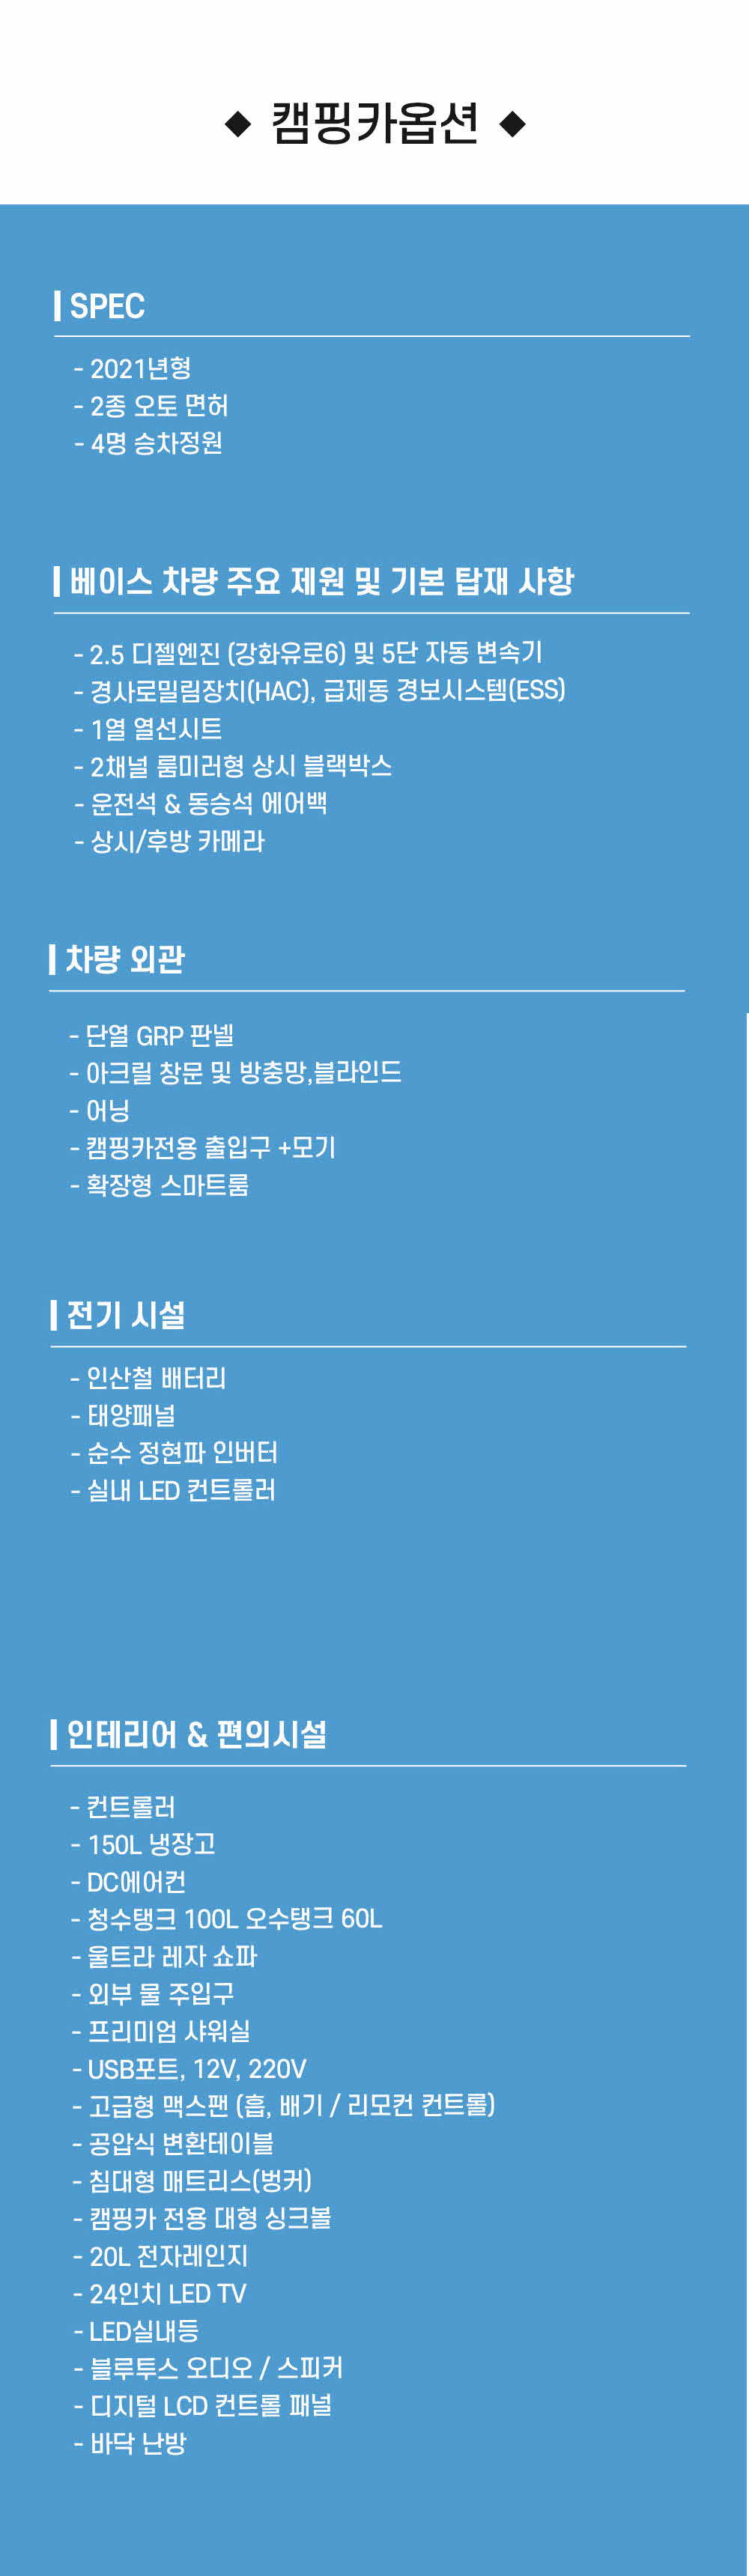 ◆ 캠핑카옵션 ◆
SPEC
- 2021년형
- 2종 오토 면허
- 4명 승차정원
베이스 차량 주요 제원 및 기본 탑재 사항
- 2.5 디젤엔진 (강화유로6) 및 5단 자동 변속기
- 경사로밀림장치(HAC), 급제동 경보시스템(ESS)
- 1열 열선시트
- 2채널 룸미러형 상시 블랙박스
- 운전석 & 동승석 에어백
- 상시/후방 카메라
차량 외관
- 단열 GRP 판넬
- 아크릴 창문 및 방충망,블라인드
- 어닝
- 캠핑카전용 출입구 +모기
- 확장형 스마트룸
전기 시설
- 인산철 배터리
- 태양패널
- 순수 정현파 인버터
- 실내 LED 컨트롤러
인테리어 & 편의시설
- 컨트롤러
- 150L 냉장고
- DC에어컨
- 청수탱크 100L 오수탱크 60L
- 울트라 레자 쇼파
- 외부 물 주입구
- 프리미엄 샤워실
- USB포트, 12V, 220V
- 고급형 맥스팬 (흡, 배기 / 리모컨 컨트롤)
- 공압식 변환테이블
- 침대형 매트리스(벙커)
- 캠핑카 전용 대형 싱크볼
- 20L 전자레인지
- 24인치 LED TV
- LED실내등
- 블루투스 오디오 / 스피커
- 디지털 LCD 컨트롤 패널
- 바닥 난방